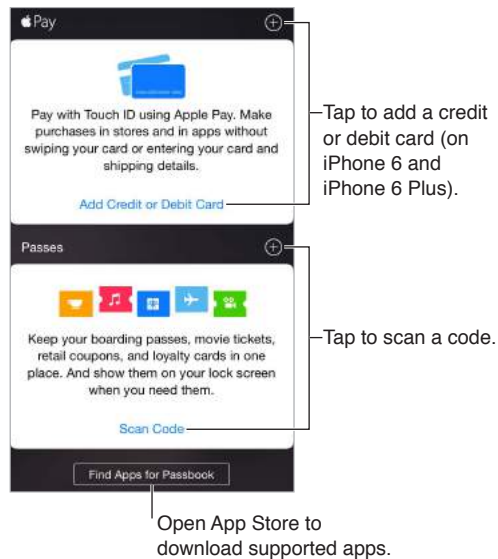 Pay
Pay with Touch ID using Apple Pay. Make
purchases in stores and in apps without
swiping your card or entering your card and
shipping details.
Add Credit or Debit Card
Tap to add a credit
or debit card (on
iPhone 6 and
iPhone 6 Plus).
Passes
Keep your boarding passes, movie tickets,
retail coupons, and loyalty cards in one
place. And show them on your lock screen
when you need them.
Scan Code
Tap to scan a code.
Find Apps for Passbook
Open App Store to
download supported apps.